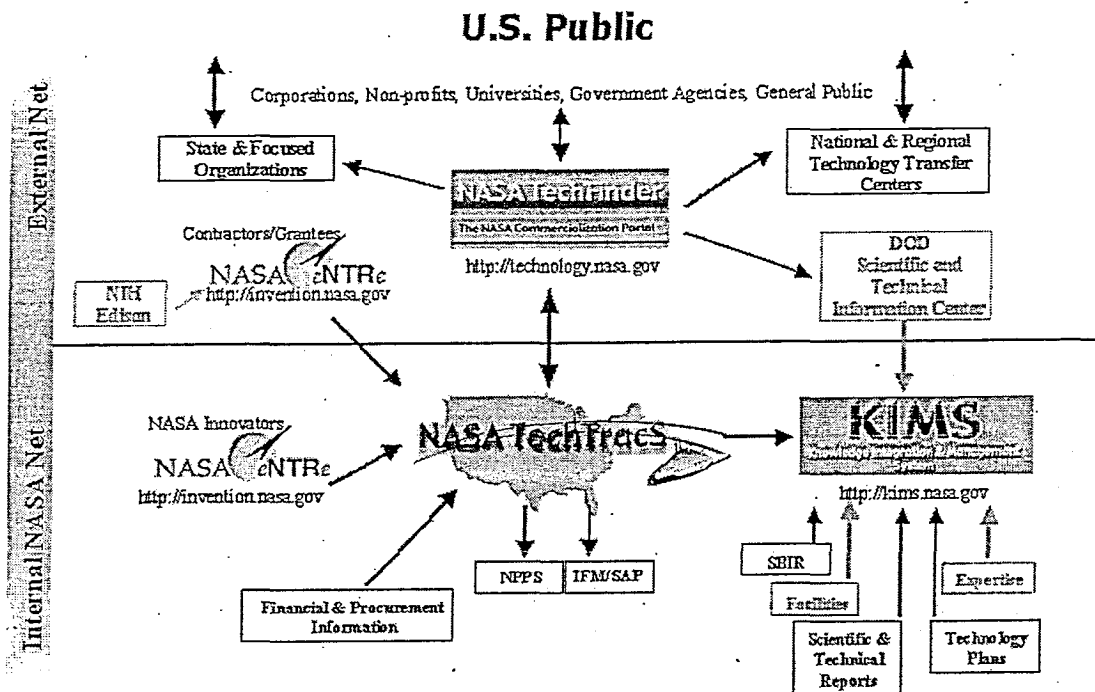 U.S. Public
External Net
Corporations, Non-profits, Universities, Government Agencies, General Public
State & Focused
Organizations
National & Regional
Technology Transfer
Centers
NASA TechFinder
The NASA Commercialization Portal
http://technology.nasa.gov
Contractors/Grantees
NASA eNTRe
http://invention.nasa.gov
NIH
Edison
DOD
Scientific and
Technical
Information Center
Internal NASA Net
NASA Innovators
NASA eNTRe
http://invention.nasa.gov
NASA TechTracS
KIMS
Knowledge Integration & Management
System
http://kims.nasa.gov
NPPS
IFM/SAP
Financial & Procurement
Information
SBIR
Facilities
Expertise
Scientific &
Technical
Reports
Technology
Plans